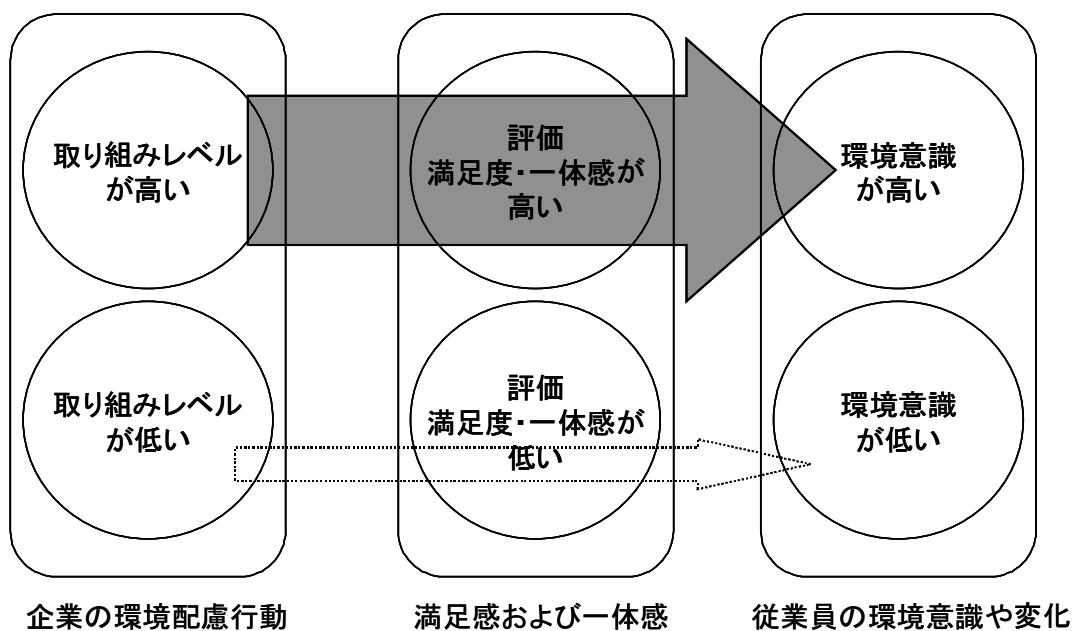 取り組みレベル
が高い
評価
満足度・一体感が
高い
環境意識
が高い
取り組みレベル
が低い
評価
満足度・一体感が
低い
環境意識
が低い
企業の環境配慮行動
満足感および一体感
従業員の環境意識や変化